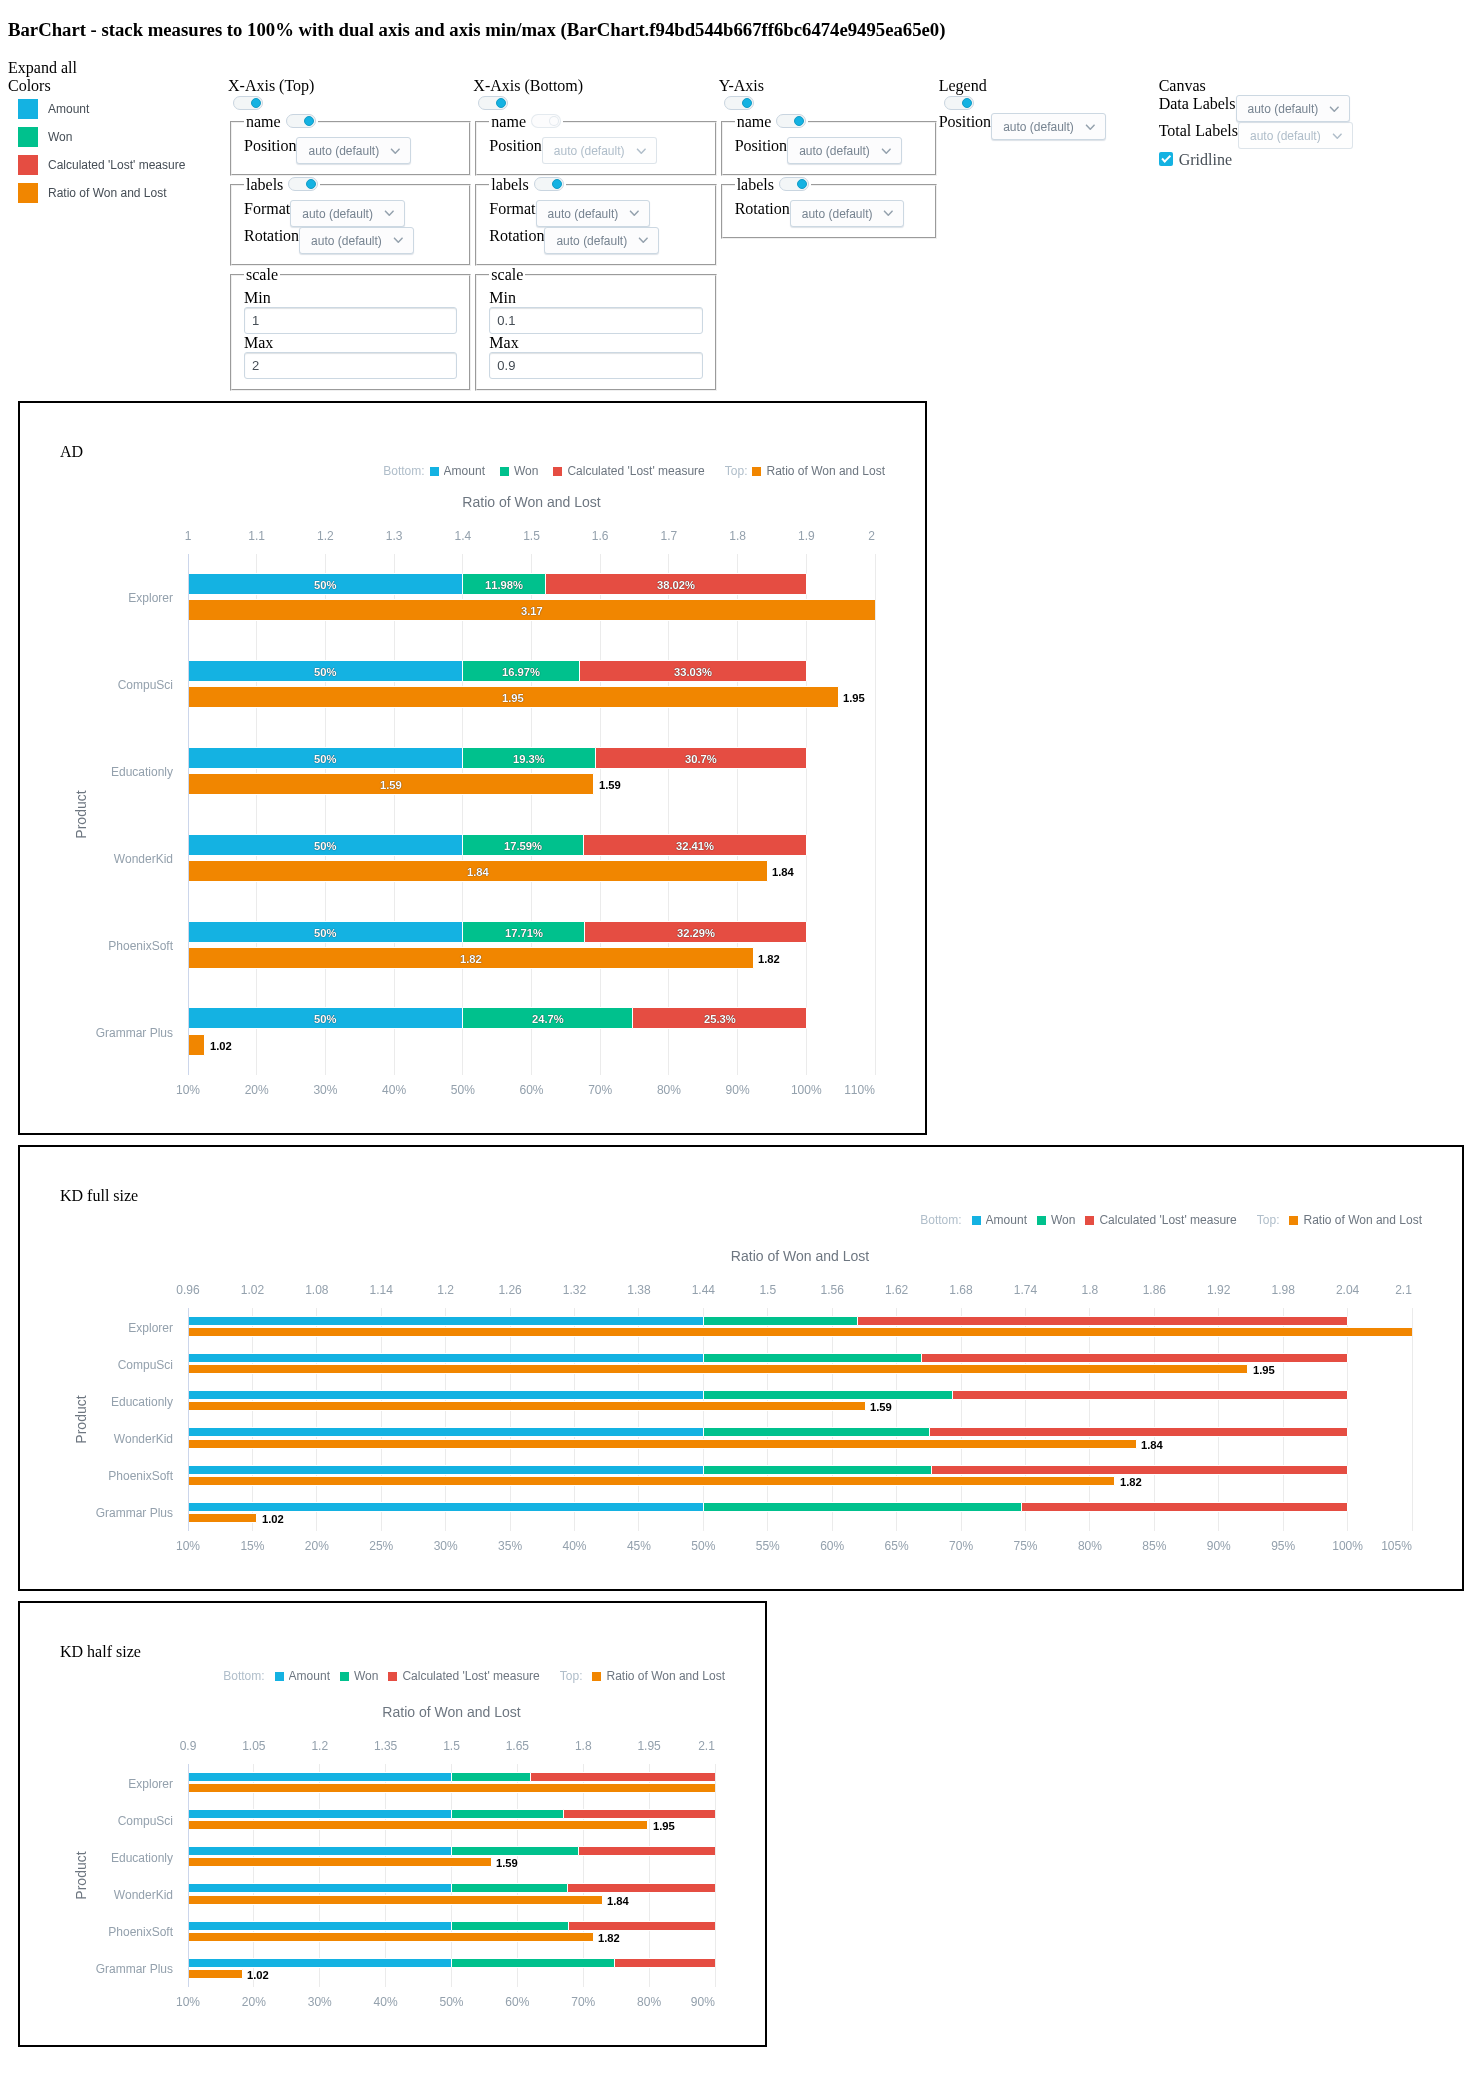 BarChart - stack measures to 100% with dual axis and axis min/max (BarChart.f94bd544b667ff6bc6474e9495ea65e0)
Expand all
Colors
Amount
Won
Calculated 'Lost' measure
Ratio of Won and Lost
X-Axis (Top)
name
Position auto (default)
labels
Format auto (default)
Rotation auto (default)
scale
Min
1
Max
2
X-Axis (Bottom)
name
Position auto (default)
labels
Format auto (default)
Rotation auto (default)
scale
Min
0.1
Max
0.9
Y-Axis
name
Position auto (default)
labels
Rotation auto (default)
Legend
Position auto (default)
Canvas
Data Labels auto (default)
Total Labels auto (default)
Gridline
AD
Bottom: Amount Won Calculated 'Lost' measure Top: Ratio of Won and Lost
Ratio of Won and Lost
1 1.1 1.2 1.3 1.4 1.5 1.6 1.7 1.8 1.9 2
Product
Explorer 50% 11.98% 38.02%
3.17
CompuSci 50% 16.97% 33.03%
1.95 1.95
Educationly 50% 19.3% 30.7%
1.59 1.59
WonderKid 50% 17.59% 32.41%
1.84 1.84
PhoenixSoft 50% 17.71% 32.29%
1.82 1.82
Grammar Plus 50% 24.7% 25.3%
1.02
10% 20% 30% 40% 50% 60% 70% 80% 90% 100% 110%
KD full size
Bottom: Amount Won Calculated 'Lost' measure Top: Ratio of Won and Lost
Ratio of Won and Lost
0.96 1.02 1.08 1.14 1.2 1.26 1.32 1.38 1.44 1.5 1.56 1.62 1.68 1.74 1.8 1.86 1.92 1.98 2.04 2.1
Product
Explorer
CompuSci 1.95
Educationly 1.59
WonderKid 1.84
PhoenixSoft 1.82
Grammar Plus 1.02
10% 15% 20% 25% 30% 35% 40% 45% 50% 55% 60% 65% 70% 75% 80% 85% 90% 95% 100% 105%
KD half size
Bottom: Amount Won Calculated 'Lost' measure Top: Ratio of Won and Lost
Ratio of Won and Lost
0.9 1.05 1.2 1.35 1.5 1.65 1.8 1.95 2.1
Product
Explorer
CompuSci 1.95
Educationly 1.59
WonderKid 1.84
PhoenixSoft 1.82
Grammar Plus 1.02
10% 20% 30% 40% 50% 60% 70% 80% 90%